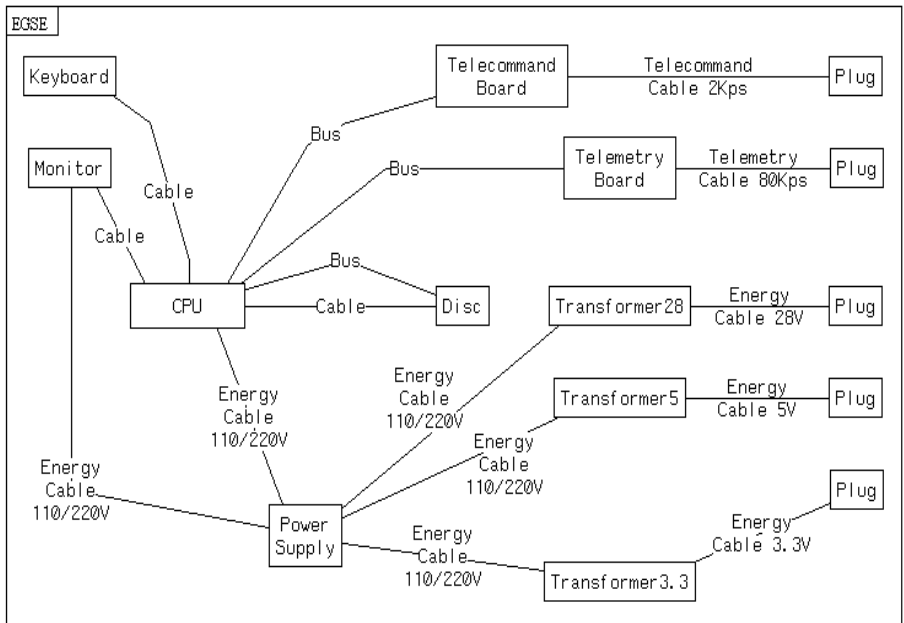 EGSE
Keyboard
Telecommand
Board
Telecommand
Cable 2Kps
Plug
Bus
Monitor
Telemetry
Board
Telemetry
Cable 80Kps
Plug
Bus
Cable
Cable
Bus
CPU
Cable
Disc
Transformer28
Energy
Cable 28V
Plug
Energy
Cable
110/220V
Energy
Cable
110/220V
Transformer5
Energy
Cable 5V
Plug
Energy
Cable
110/220V
Energy
Cable
110/220V
Plug
Power
Supply
Energy
Cable
110/220V
Energy
Cable 3.3V
Transformer3.3